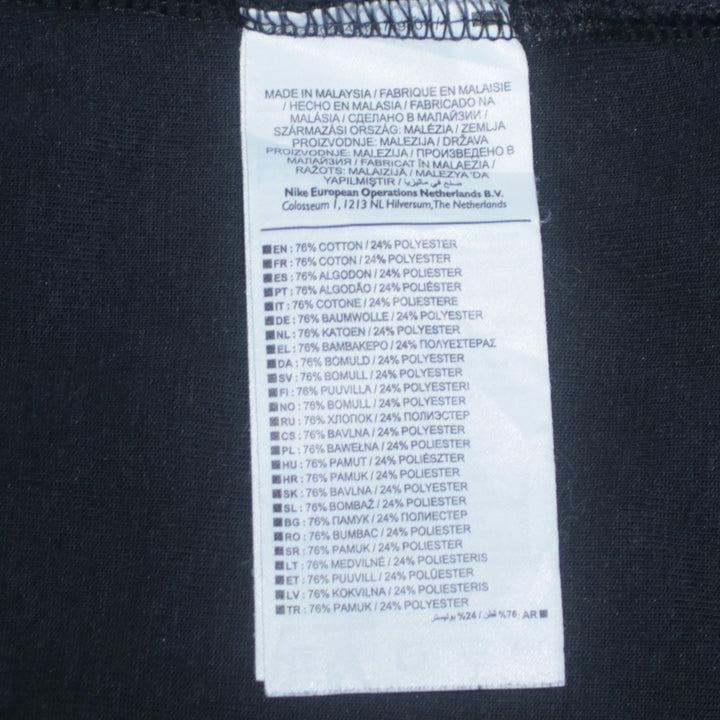 MADE IN MALAYSIA / FABRIQUE EN MALAISIE
/ HECHO EN MALASIA / FABRICADO NA
MALÁSIA / СДЕЛАНО В МАЛАЙЗИИ /
SZÁRMAZÁSI ORSZÁG: MALÉZIA / ZEMLJA
PROIZVODNJE: MALEZIJA / DRŽAVA
PROIZVODNJE: MALEZIJA / ПРОИЗВЕДЕНО В
МАЛАЙЗИЯ / FABRICAT ÎN MALAEZIA /
RAŽOTS: MALAIZIJĀ / MALEZYA 'DA
YAPILMIŞTIR / صنع في ماليزيا
Nike European Operations Netherlands B.V.
Colosseum 1, 1213 NL Hilversum, The Netherlands
EN : 76% COTTON / 24% POLYESTER
FR : 76% COTON / 24% POLYESTER
ES : 76% ALGODON / 24% POLIESTER
PT : 76% ALGODÃO / 24% POLIÉSTER
IT : 76% COTONE / 24% POLIESTERE
DE : 76% BAUMWOLLE / 24% POLYESTER
NL : 76% KATOEN / 24% POLYESTER
EL : 76% ΒΑΜΒΑΚΕΡΟ / 24% ΠΟΛΥΕΣΤΕΡΑΣ
DA : 76% BOMULD / 24% POLYESTER
SV : 76% BOMULL / 24% POLYESTER
FI : 76% PUUVILLA / 24% POLYESTERI
NO : 76% BOMULL / 24% POLYESTER
RU : 76% ХЛОПОК / 24% ПОЛИЭСТЕР
CS : 76% BAVLNA / 24% POLYESTER
PL : 76% BAWEŁNA / 24% POLIESTER
HU : 76% PAMUT / 24% POLIÉSZTER
HR : 76% PAMUK / 24% POLIESTER
SK : 76% BAVLNA / 24% POLYESTER
SL : 76% BOMBAŽ / 24% POLIESTER
BG : 76% ПАМУК / 24% ПОЛИЕСТЕР
RO : 76% BUMBAC / 24% POLIESTER
SR : 76% PAMUK / 24% POLIESTER
LT : 76% MEDVILNĖ / 24% POLIESTERIS
ET : 76% PUUVILL / 24% POLÜESTER
LV : 76% KOKVILNA / 24% POLIESTERIS
TR : 76% PAMUK / 24% POLYESTER
AR : 76% قطن / 24% بوليستر